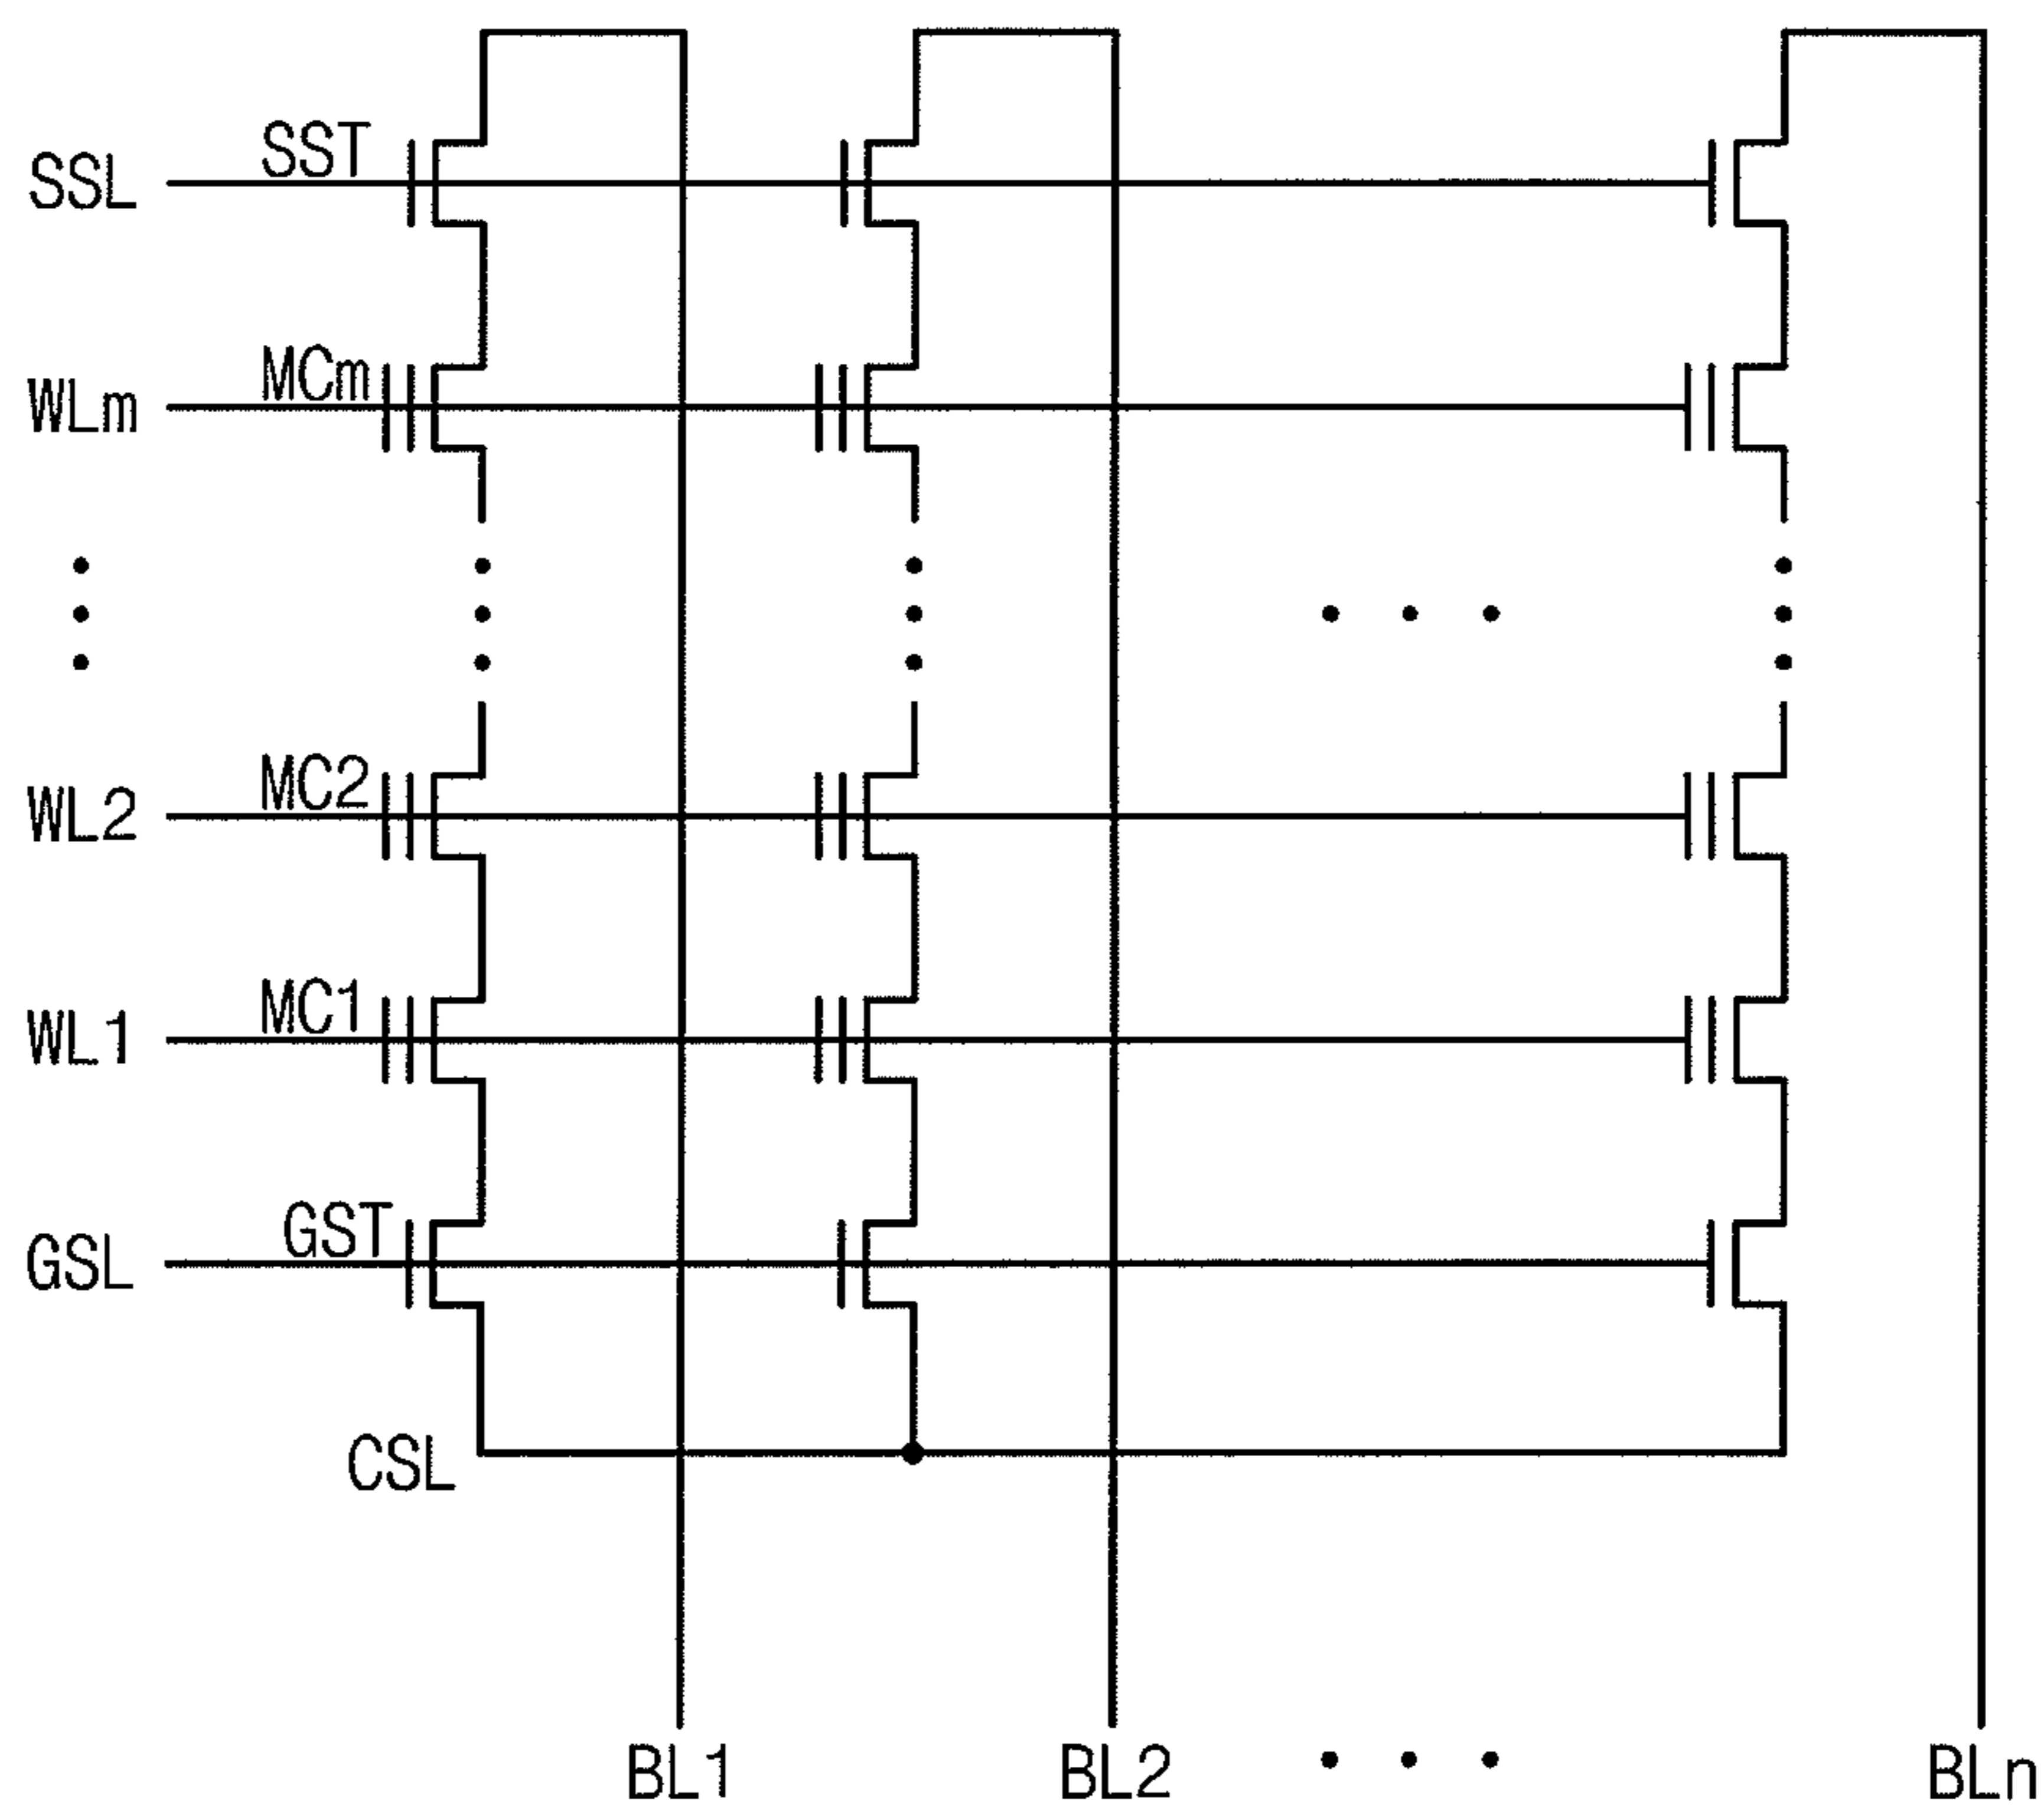 SST
SSL
MCm
WLm
MC2
WL2
MC1
WL1
GST
GSL
CSL
BL1 BL2 BLn